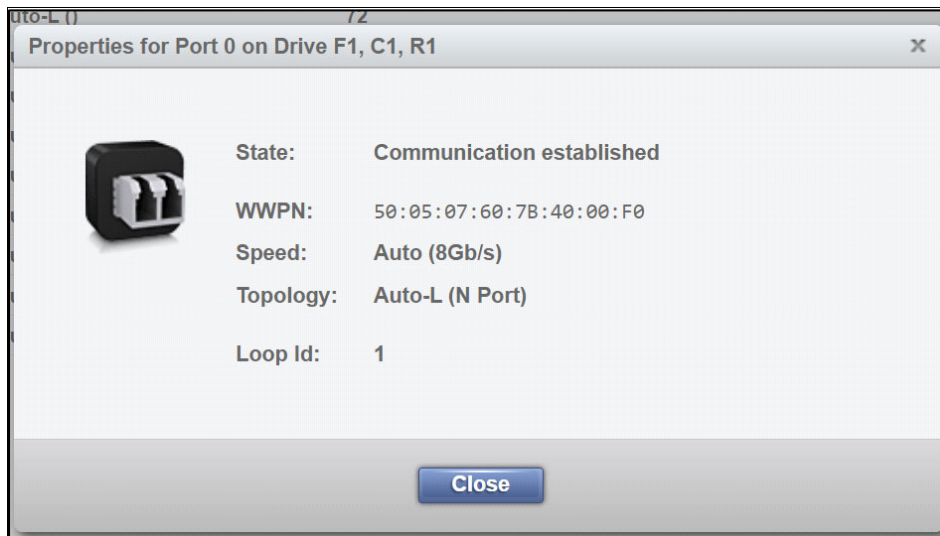 uto-L () 72
Properties for Port 0 on Drive F1, C1, R1 x
State: Communication established
WWPN: 50:05:07:60:7B:40:00:F0
Speed: Auto (8Gb/s)
Topology: Auto-L (N Port)
Loop Id: 1
Close